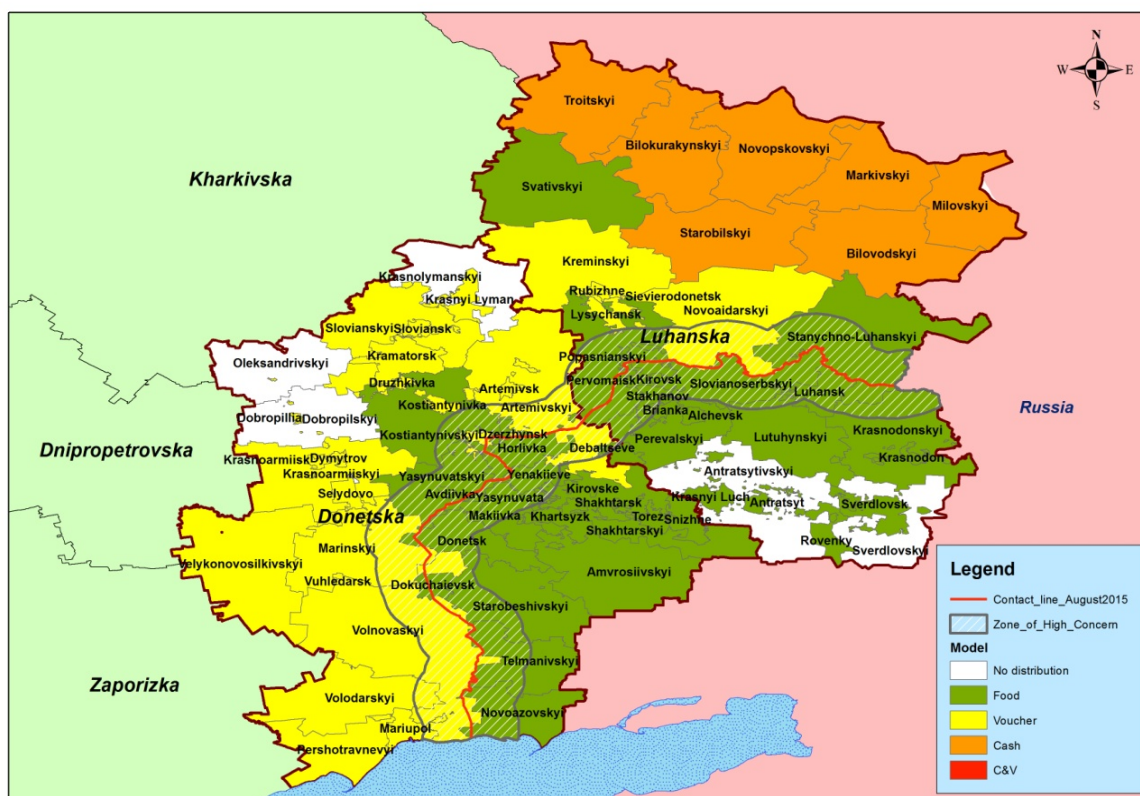 N
W E
S
Troitskyi
Bilokurakynskyi
Novopskovskyi
Markivskyi
Milovskyi
Kharkivska
Svativskyi
Starobilskyi
Bilovodskyi
Kreminskyi
Krasnolymanskyi
Krasnyi Lyman
Rubizhne
Sievierodonetsk
Lysychansk
Novoaidarskyi
Slovianskyi
Sloviansk
Luhanska
Stanychno-Luhanskyi
Oleksandrivskyi
Kramatorsk
Popasnianskyi
Druzhkivka
Artemivsk
Pervomaisk
Kirovsk
Slovianoserbskyi
Luhansk
Stakhanov
Kostiantynivka
Artemivskyi
Brianka
Alchevsk
Russia
Dobropillia
Dobropilskyi
Kostiantynivskyi
Dzerzhynsk
Horlivka
Debaltseve
Perevalskyi
Lutuhynskyi
Krasnodonskyi
Krasnodon
Dnipropetrovska
Krasnoarmiisk
Dymytrov
Krasnoarmiiskyi
Yasynuvatskyi
Yenakiieve
Antratsytivskyi
Selydovo
Avdiivka
Yasynuvata
Kirovske
Shakhtarsk
Krasnyi Luch
Antratsyt
Sverdlovsk
Donetska
Makiivka
Khartsyzk
Torez
Snizhne
Shakhtarskyi
Rovenky
Sverdlovskyi
Marinskyi
Donetsk
Velykonovosilkivskyi
Amvrosiivskyi
Vuhledarsk
Dokuchaievsk
Starobeshivskyi
Volnovaskyi
Telmanivskyi
Zaporizka
Volodarskyi
Novoazovskyi
Mariupol
Pershotravnevyi
Legend
Contact_line_August2015
Zone_of_High_Concern
Model
No distribution
Food
Voucher
Cash
C&V